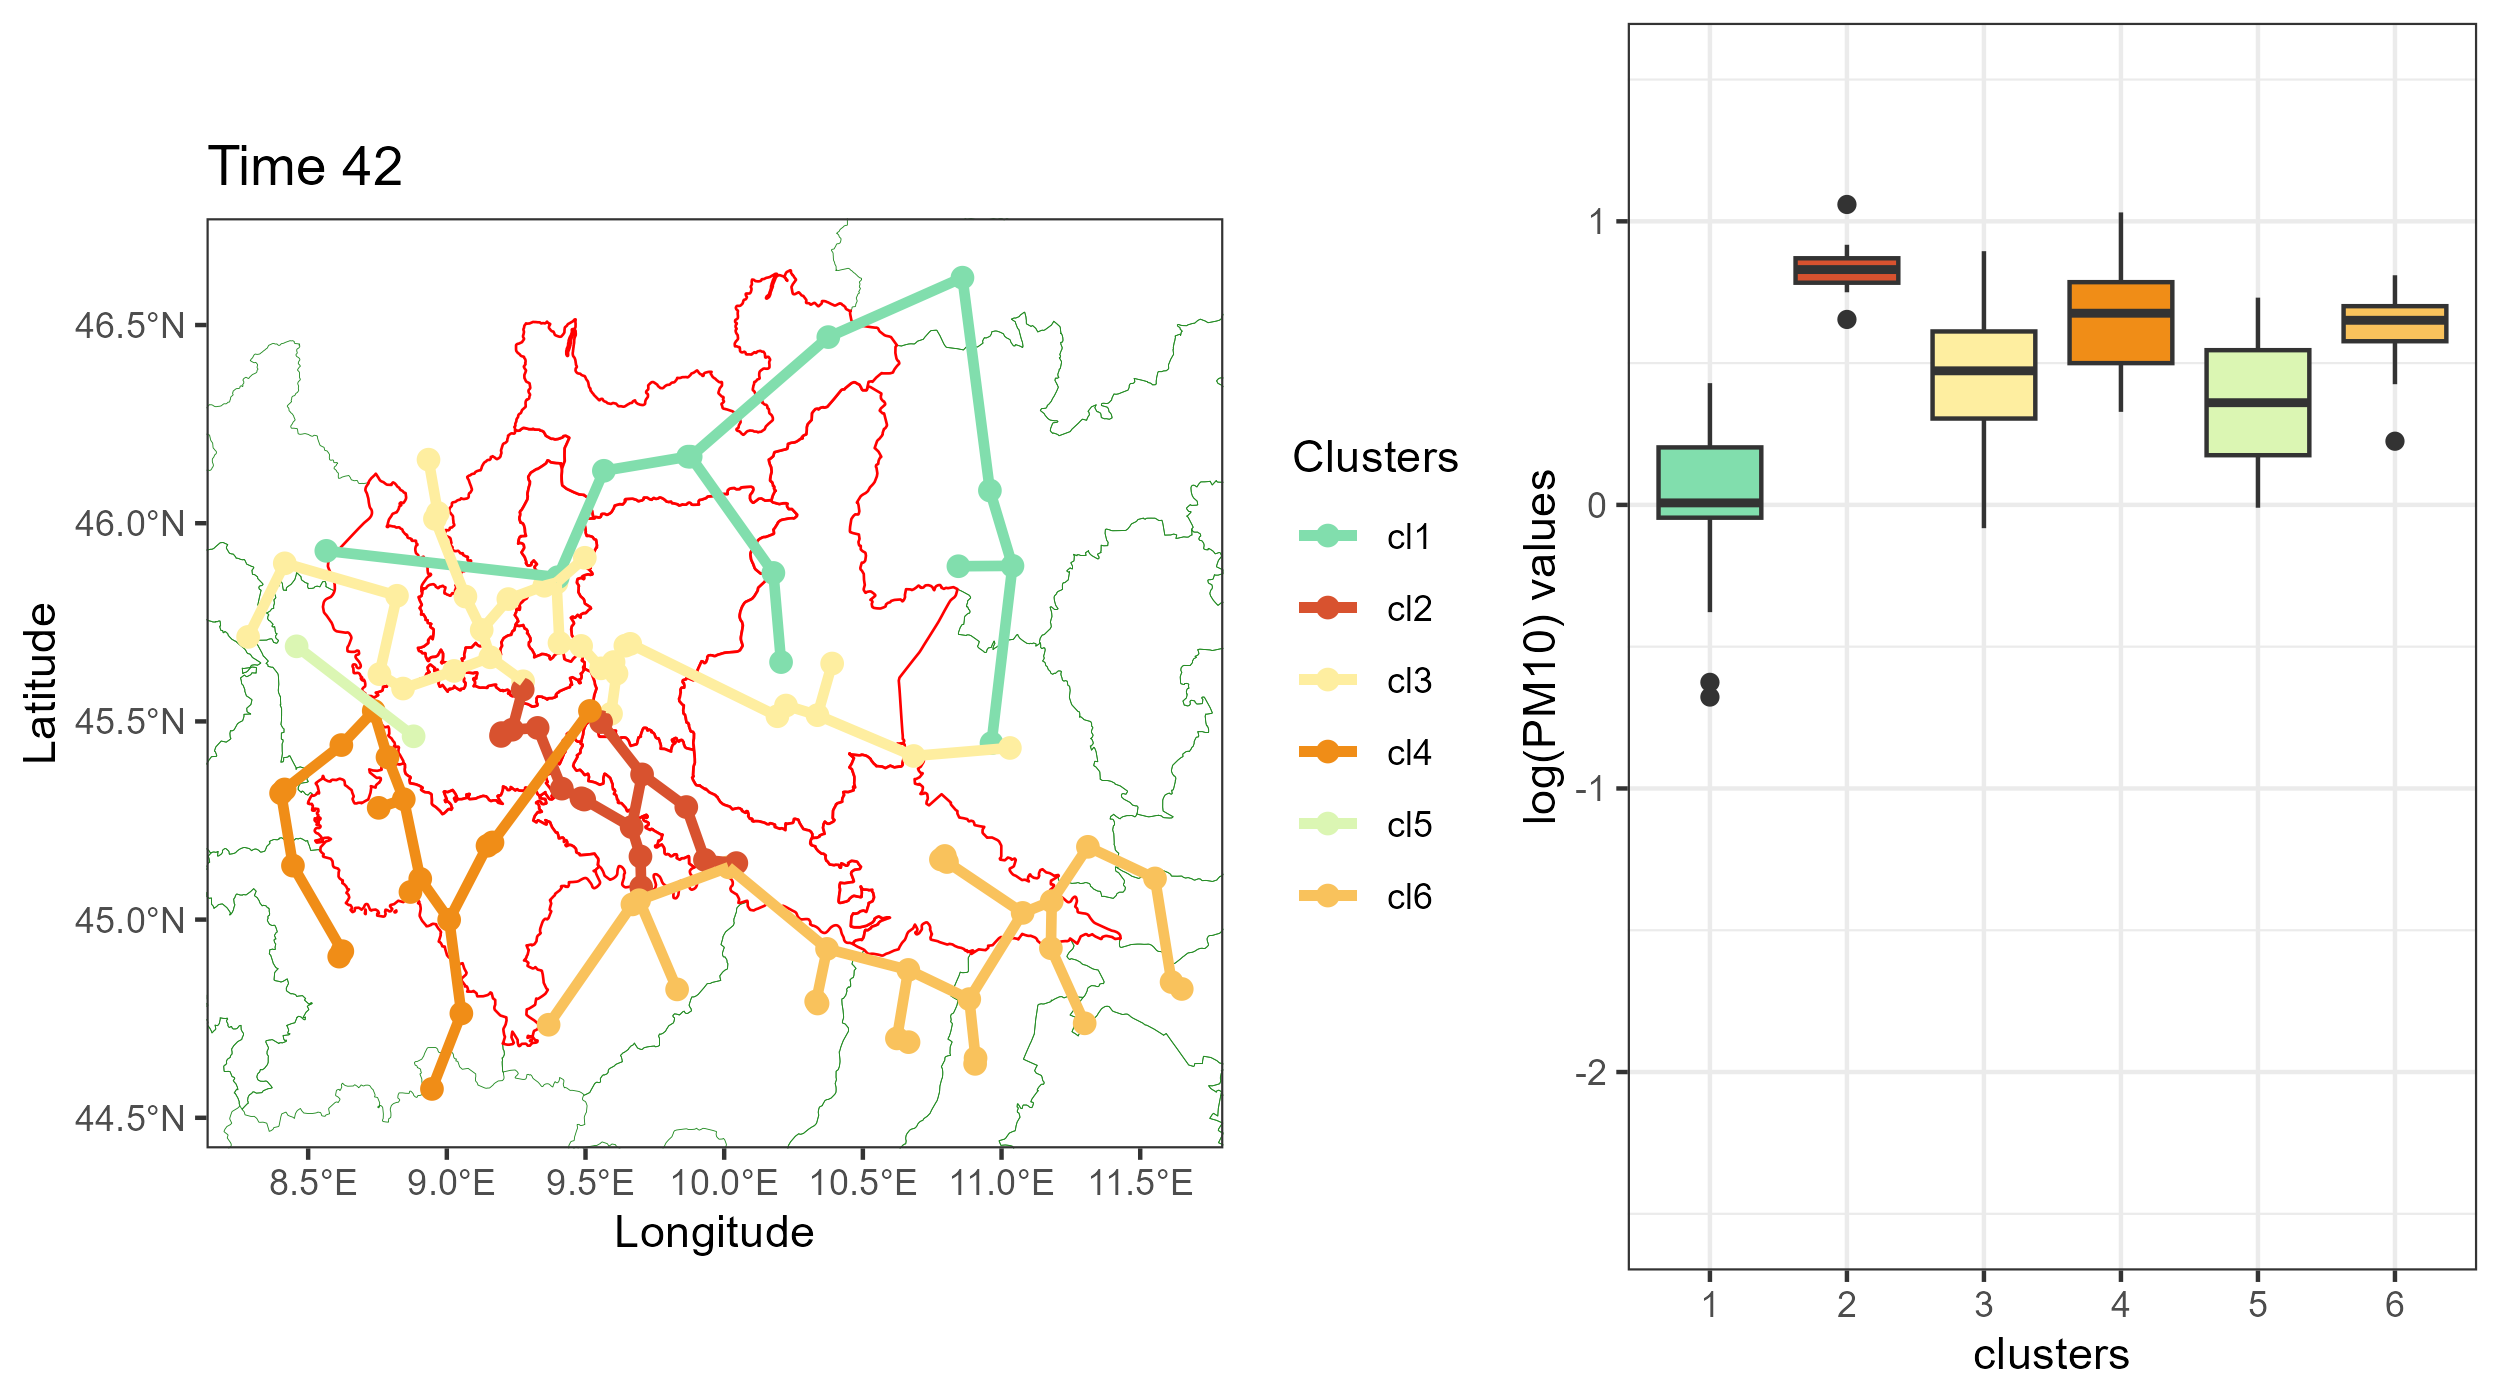 Time 42
Latitude
46.5°N
46.0°N
45.5°N
45.0°N
44.5°N
8.5°E 9.0°E 9.5°E 10.0°E 10.5°E 11.0°E 11.5°E
Longitude
Clusters
cl1
cl2
cl3
cl4
cl5
cl6
log(PM10) values
1
0
-1
-2
1 2 3 4 5 6
clusters